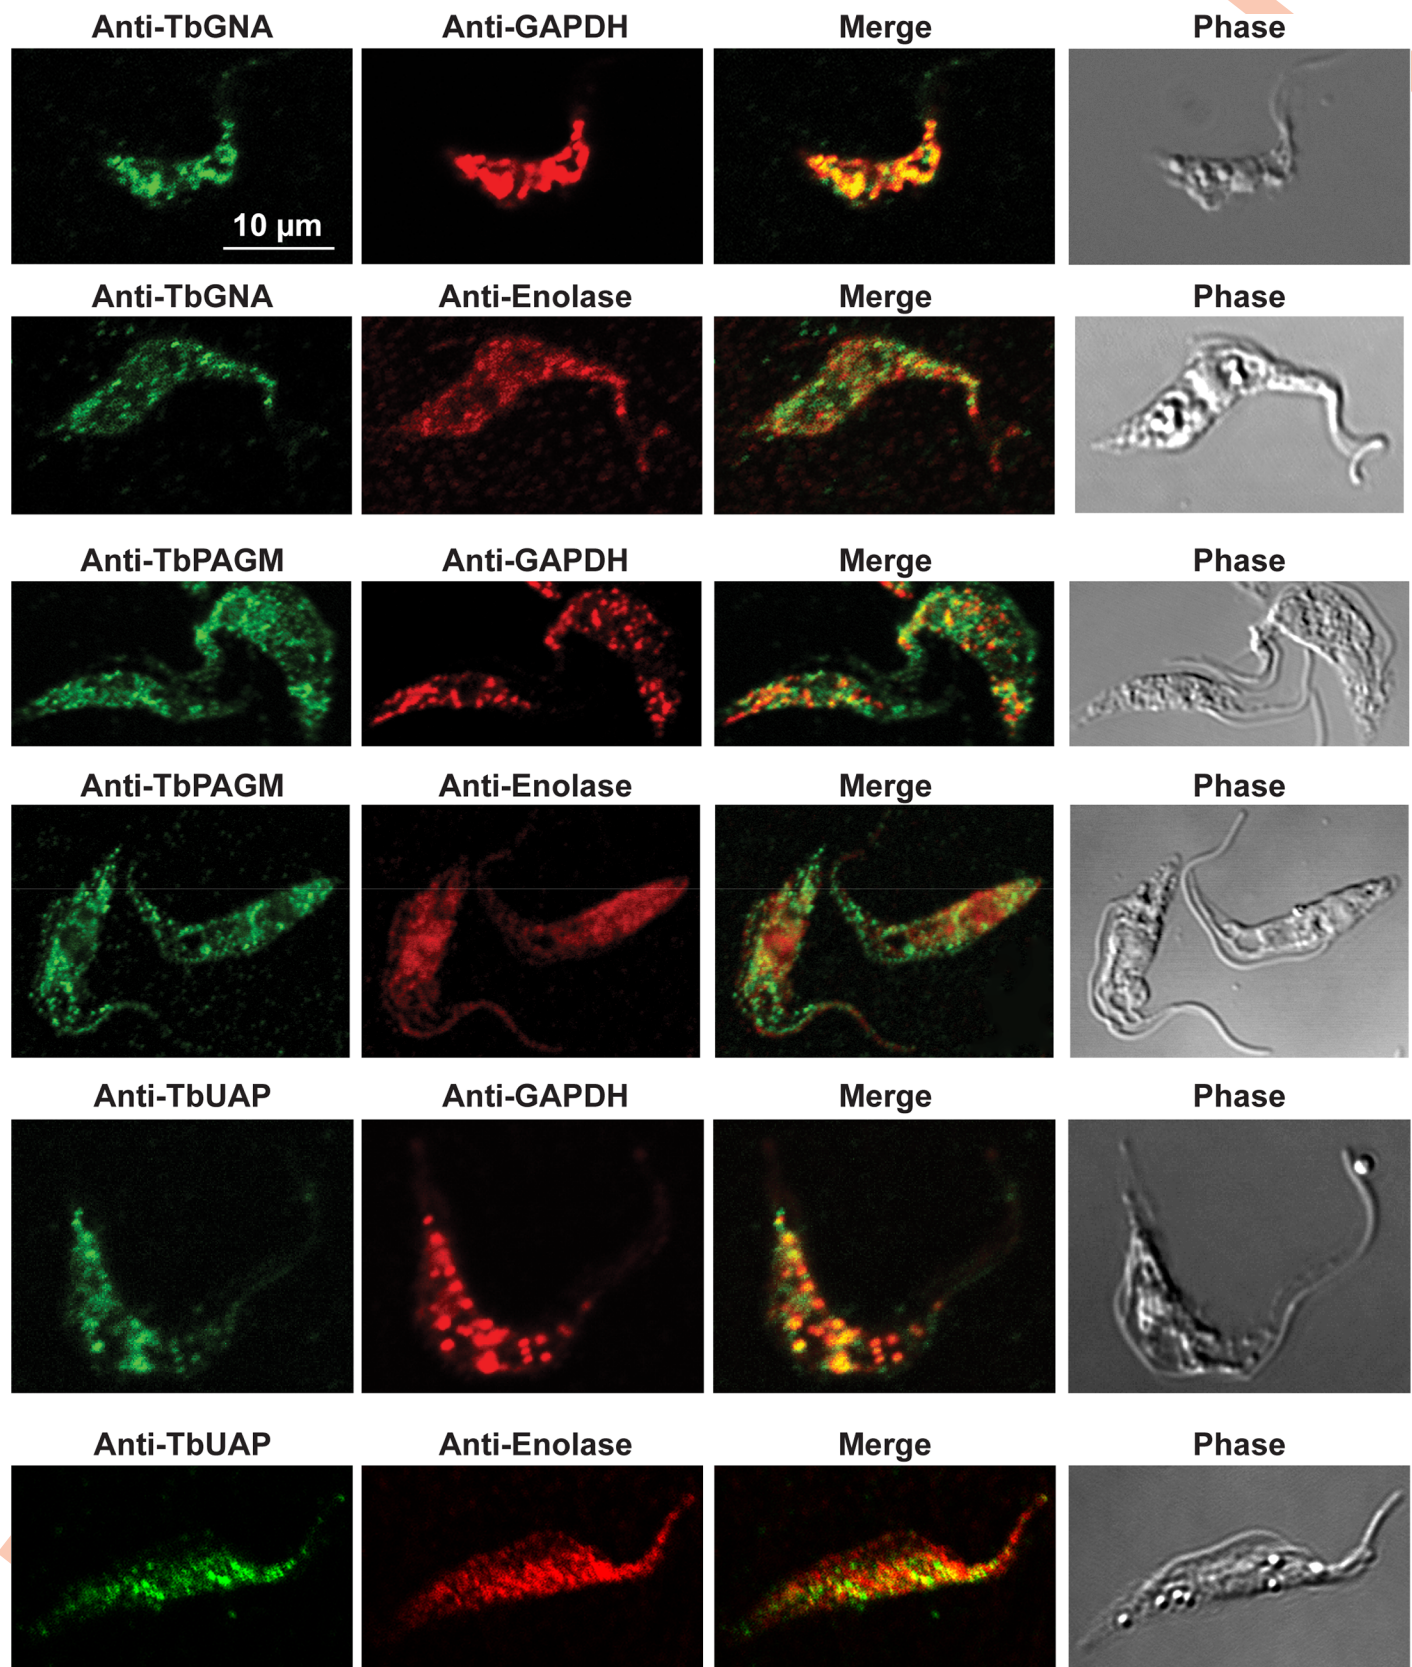 Anti-TbGNA Anti-GAPDH Merge Phase
10 µm
Anti-TbGNA Anti-Enolase Merge Phase
Anti-TbPAGM Anti-GAPDH Merge Phase
Anti-TbPAGM Anti-Enolase Merge Phase
Anti-TbUAP Anti-GAPDH Merge Phase
Anti-TbUAP Anti-Enolase Merge Phase